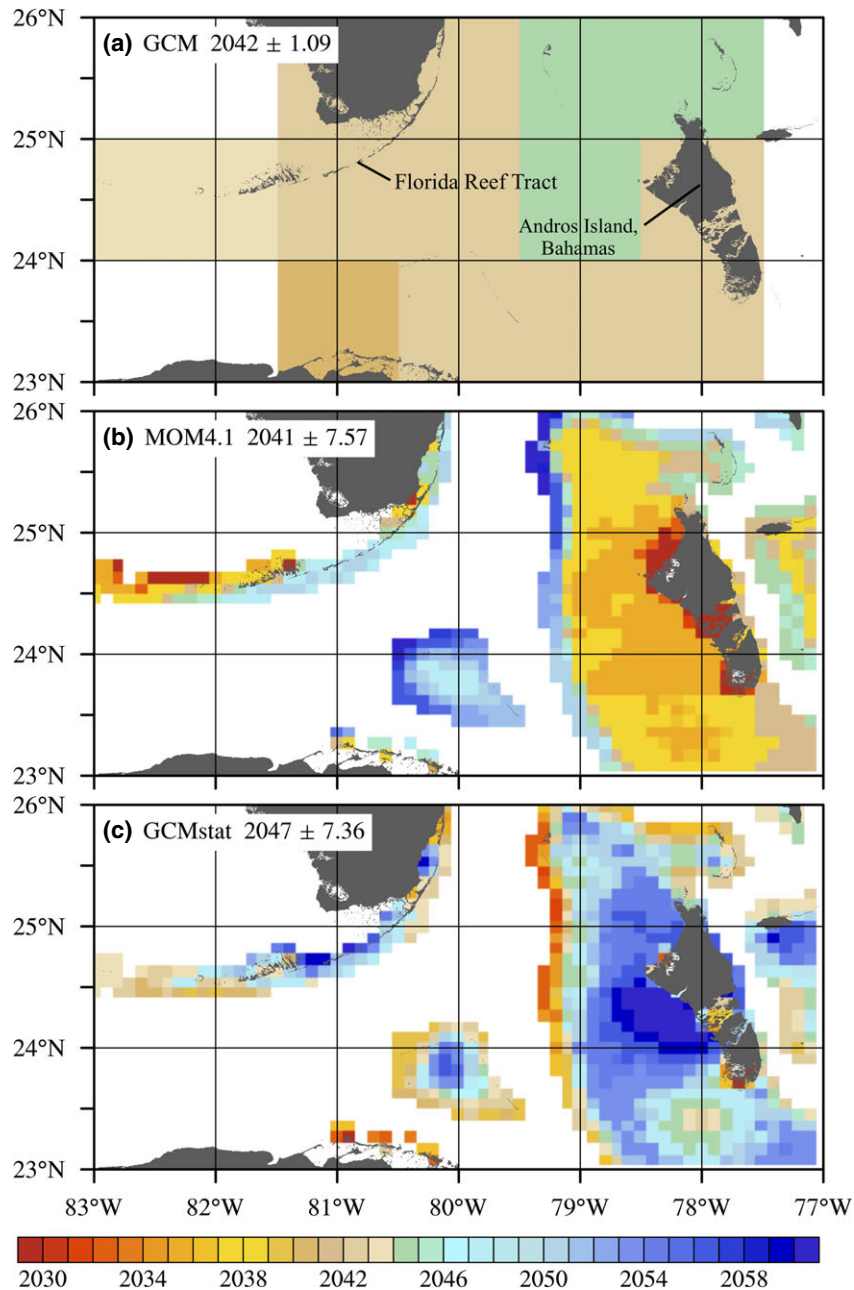 26°N
(a) GCM 2042 ± 1.09
25°N
Florida Reef Tract
Andros Island,
Bahamas
24°N
23°N
26°N
(b) MOM4.1 2041 ± 7.57
25°N
24°N
23°N
26°N
(c) GCMstat 2047 ± 7.36
25°N
24°N
23°N
83°W 82°W 81°W 80°W 79°W 78°W 77°W
2030 2034 2038 2042 2046 2050 2054 2058